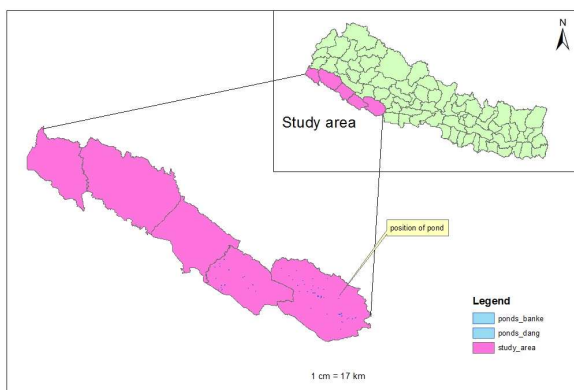 N
Study area
position of pond
Legend
ponds_banke
ponds_dang
study_area
1 cm = 17 km